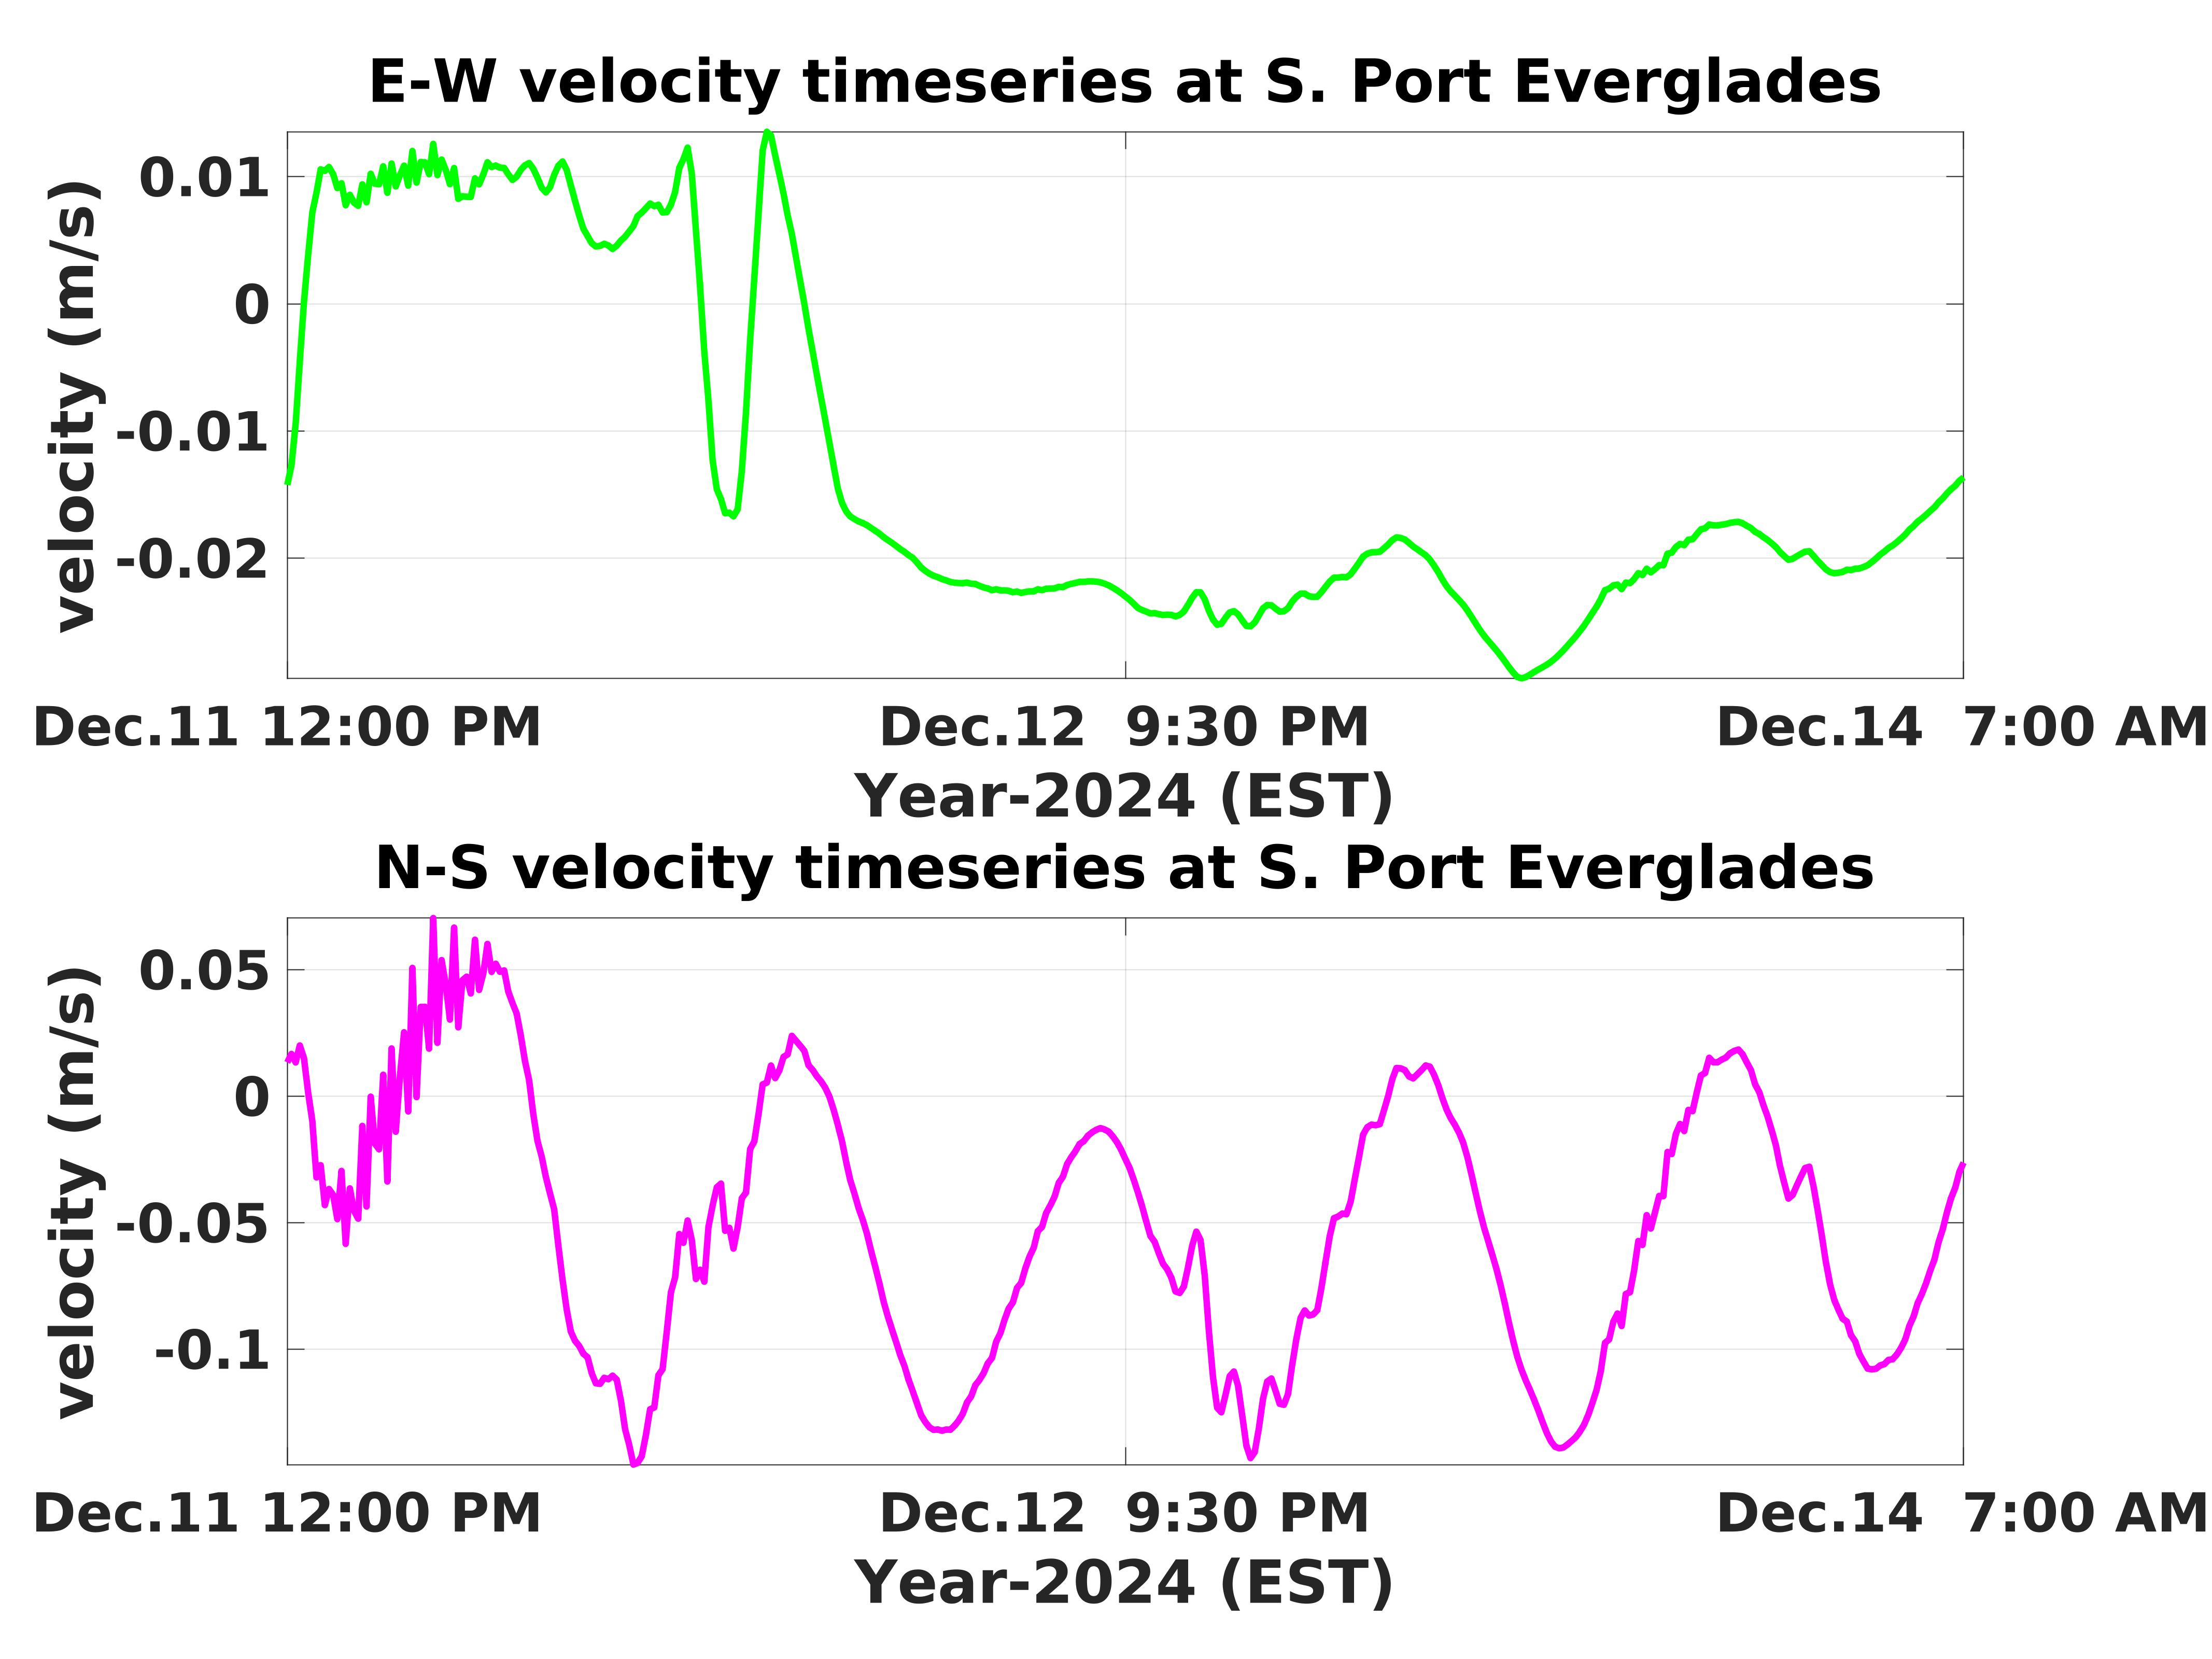 E-W velocity timeseries at S. Port Everglades
velocity (m/s)
0.01
0
-0.01
-0.02
Dec.11 12:00 PM
Dec.12  9:30 PM
Dec.14  7:00 AM
Year-2024 (EST)
N-S velocity timeseries at S. Port Everglades
velocity (m/s)
0.05
0
-0.05
-0.1
Dec.11 12:00 PM
Dec.12  9:30 PM
Dec.14  7:00 AM
Year-2024 (EST)